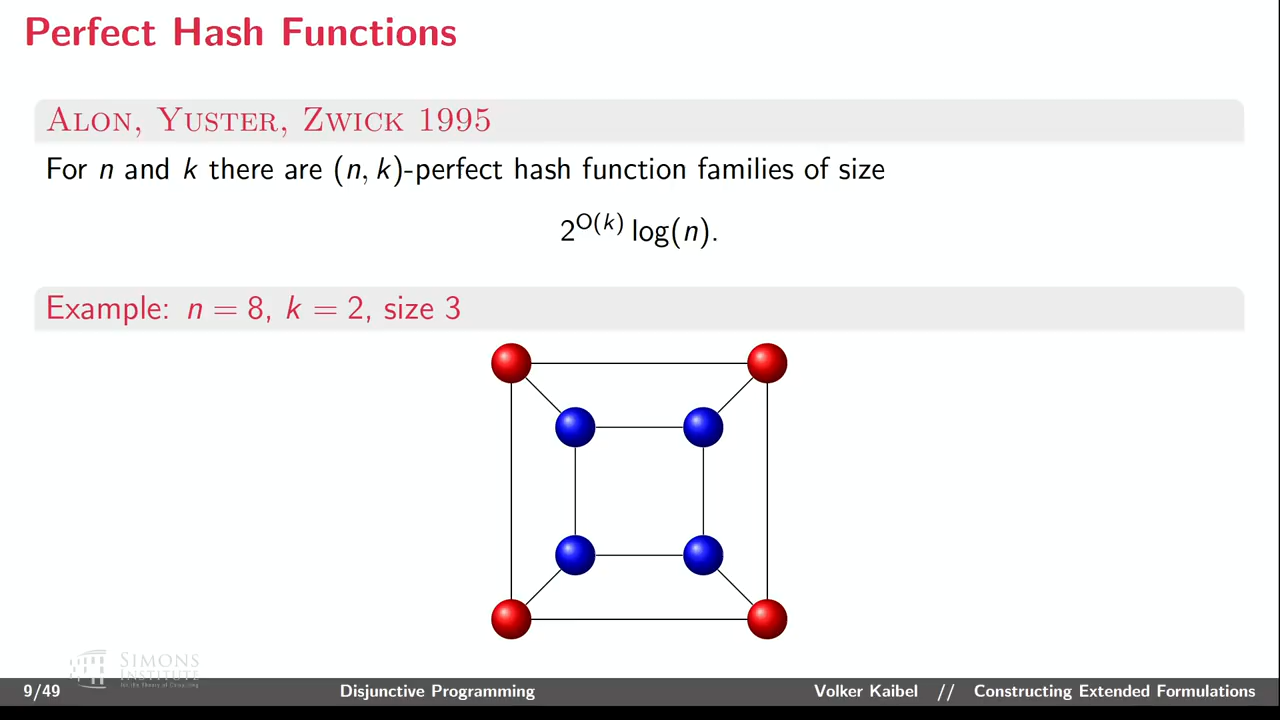 Perfect Hash Functions
Alon, Yuster, Zwick 1995
For n and k there are (n, k)-perfect hash function families of size
2^{O(k)} log(n).
Example: n = 8, k = 2, size 3
Simons
Institute
9/49 Disjunctive Programming Volker Kaibel // Constructing Extended Formulations